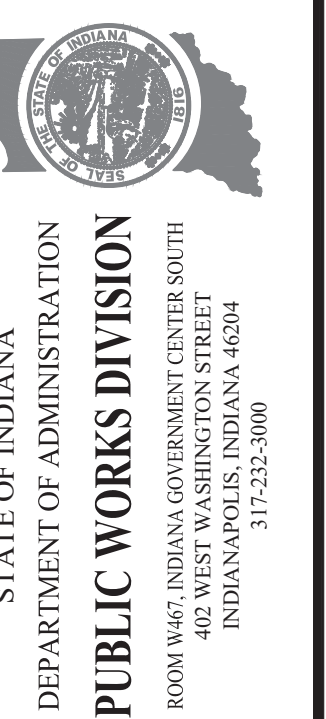 SEAL OF THE STATE OF INDIANA
1816
STATE OF INDIANA
DEPARTMENT OF ADMINISTRATION
PUBLIC WORKS DIVISION
ROOM W467, INDIANA GOVERNMENT CENTER SOUTH
402 WEST WASHINGTON STREET
INDIANAPOLIS, INDIANA 46204
317-232-3000